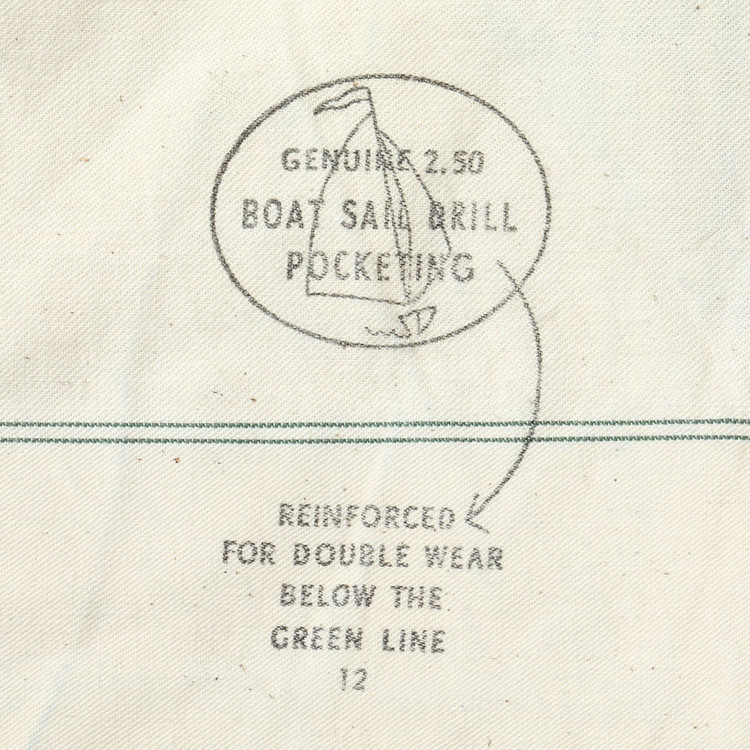 GENUINE 2.50
BOAT SAIL DRILL
POCKETING
REINFORCED
FOR DOUBLE WEAR
BELOW THE
GREEN LINE
12